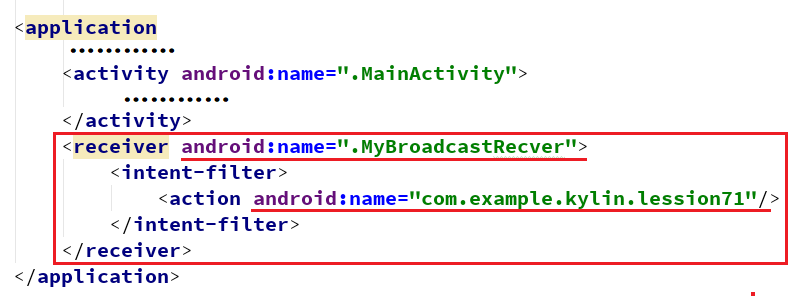 <application
............
<activity android:name=".MainActivity">
............
</activity>
<receiver android:name=".MyBroadcastRecver">
<intent-filter>
<action android:name="com.example.kylin.lession71"/>
</intent-filter>
</receiver>
</application>